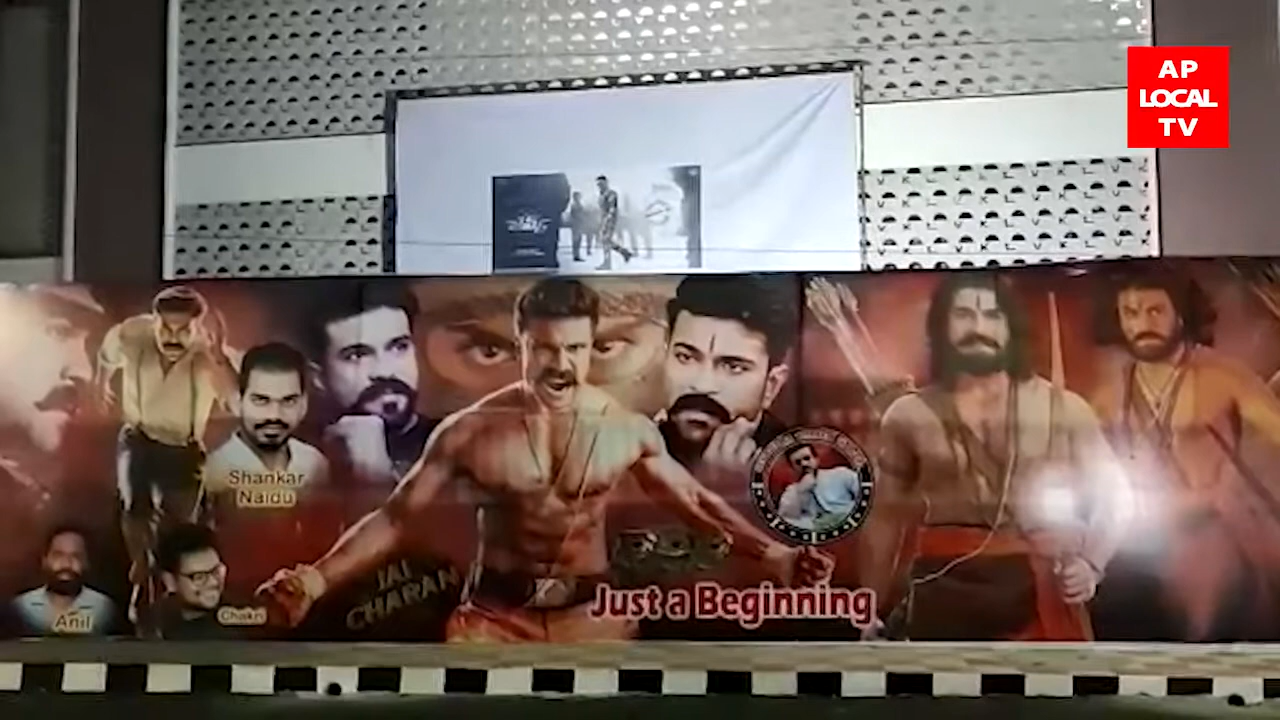 AP
LOCAL
TV
Shankar
Naidu
JAI
CHARAN
Just a Beginning
Anil
Chakri